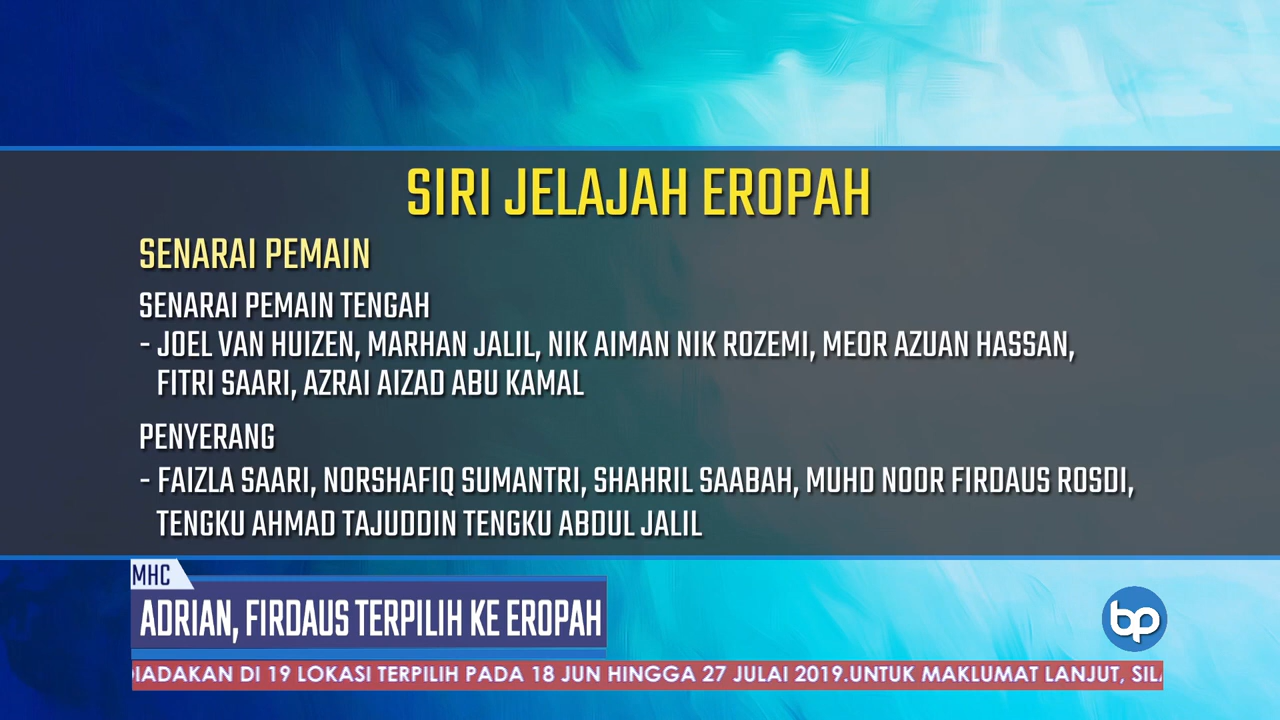 SIRI JELAJAH EROPAH
SENARAI PEMAIN
SENARAI PEMAIN TENGAH
- JOEL VAN HUIZEN, MARHAN JALIL, NIK AIMAN NIK ROZEMI, MEOR AZUAN HASSAN,
FITRI SAARI, AZRAI AIZAD ABU KAMAL
PENYERANG
- FAIZLA SAARI, NORSHAFIQ SUMANTRI, SHAHRIL SAABAH, MUHD NOOR FIRDAUS ROSDI,
TENGKU AHMAD TAJUDDIN TENGKU ABDUL JALIL
MHC
ADRIAN, FIRDAUS TERPILIH KE EROPAH
bp
DI 19 LOKASI TERPILIH PADA 18 JUN HINGGA 27 JULAI 2019.UNTUK MAKLUMAT LANJUT,